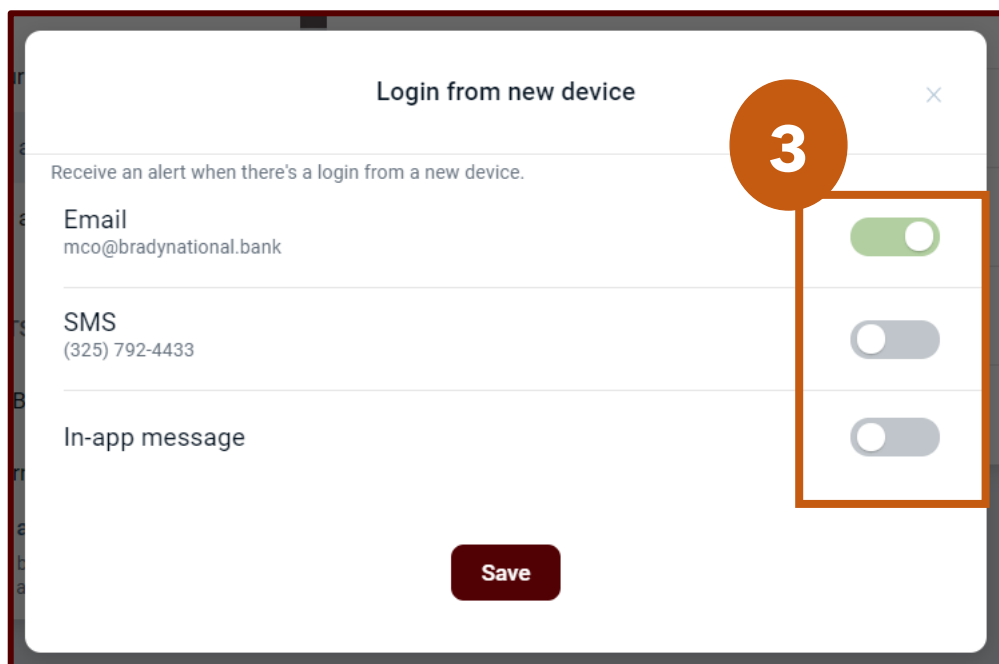 Login from new device
3
Receive an alert when there's a login from a new device.
Email
mco@bradynational.bank
SMS
(325) 792-4433
In-app message
Save